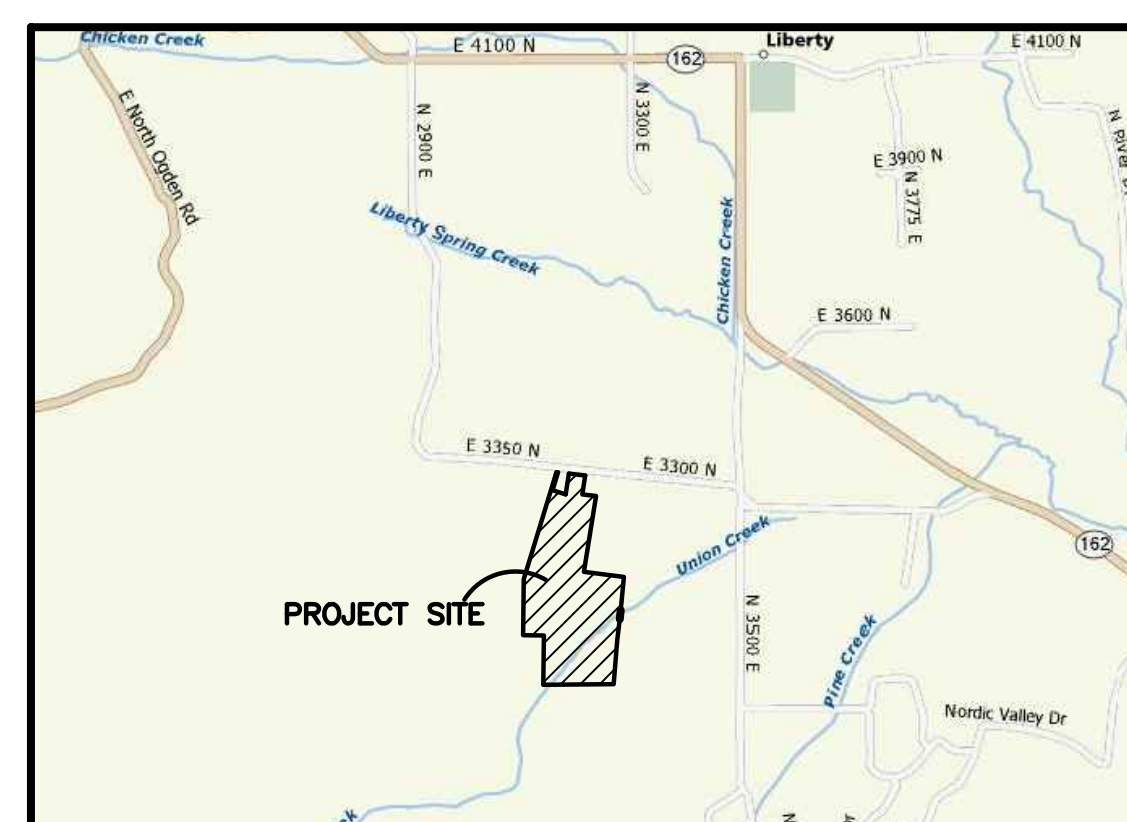 Chicken Creek
E 4100 N
162
Liberty
E 4100 N
E North Ogden Rd
N 2900 E
N 3300 E
E 3900 N
N 3775 E
N River
Liberty Spring Creek
Chicken Creek
E 3600 N
E 3350 N
E 3300 N
Union Creek
162
PROJECT SITE
N 3500 E
Pine Creek
Nordic Valley Dr